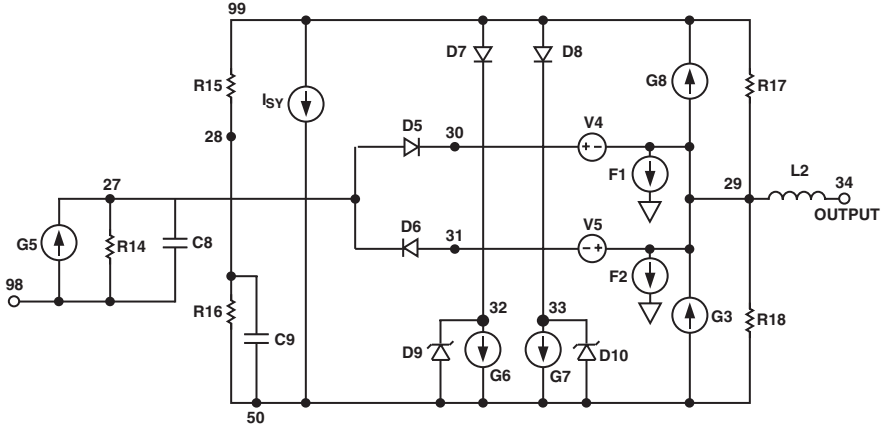 99
D7
D8
R15
ISY
G8
R17
28
D5
30
V4
F1
L2
27
29
34
OUTPUT
G5
R14
C8
D6
31
V5
F2
98
R16
32
33
G3
R18
C9
D9
G6
G7
D10
50